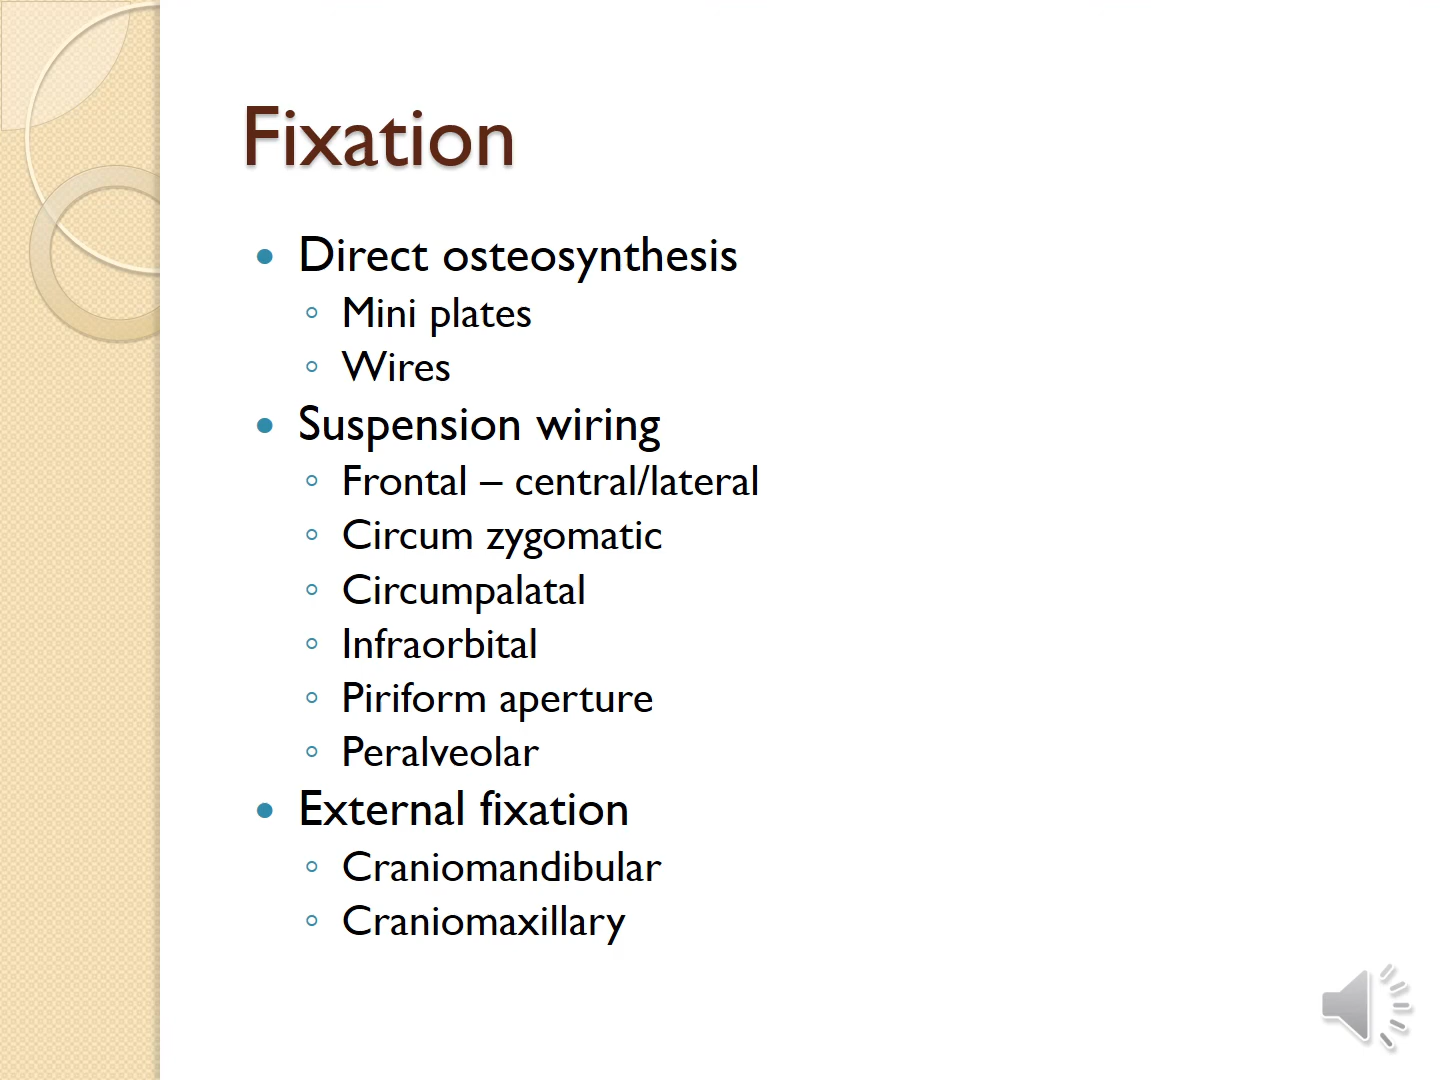 Fixation
Direct osteosynthesis
Mini plates
Wires
Suspension wiring
Frontal – central/lateral
Circum zygomatic
Circumpalatal
Infraorbital
Piriform aperture
Peralveolar
External fixation
Craniomandibular
Craniomaxillary